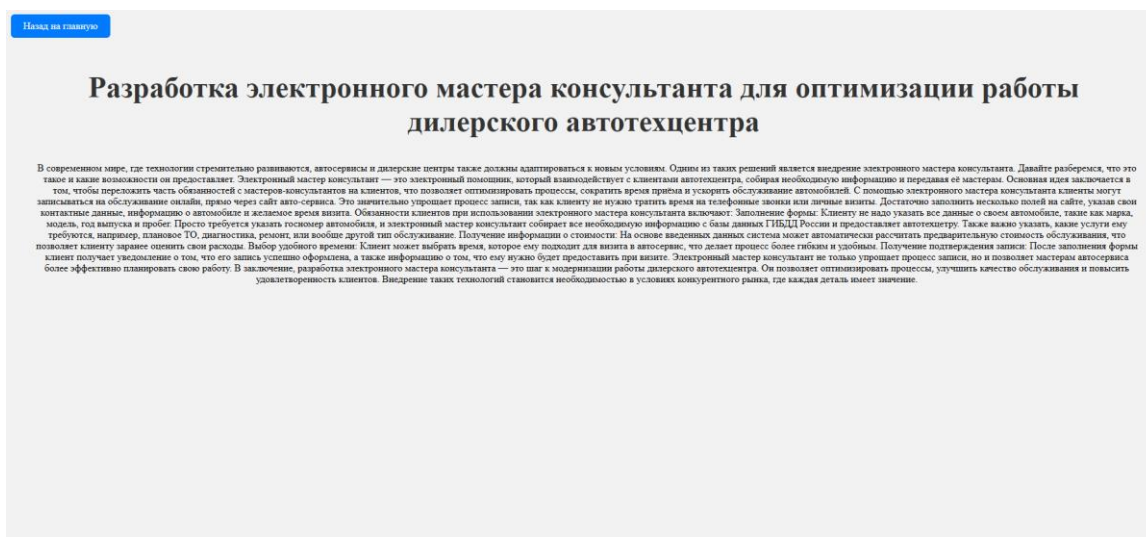 Назад на главную
Разработка электронного мастера консультанта для оптимизации работы
дилерского автотехцентра
В современном мире, где технологии стремительно развиваются, автосервисы и дилерские центры также должны адаптироваться к новым условиям. Одним из таких решений является внедрение электронного мастера консультанта. Давайте разберемся, что это
такое и какие возможности он предоставляет. Электронный мастер консультант — это электронный помощник, который взаимодействует с клиентами автотехцентра, собирая необходимую информацию и передавая её мастерам. Основная идея заключается в
том, чтобы переложить часть обязанностей с мастеров-консультантов на клиентов, что позволяет оптимизировать процессы, сократить время приёма и ускорить обслуживание автомобилей. С помощью электронного мастера консультанта клиенты могут
записываться на обслуживание онлайн, прямо через сайт авто-сервиса. Это значительно упрощает процесс записи, так как клиенту не нужно тратить время на телефонные звонки или личные визиты. Достаточно заполнить несколько полей на сайте, указав свои
контактные данные, информацию о автомобиле и желаемое время визита. Обязанности клиентов при использовании электронного мастера консультанта включают: Заполнение формы: Клиенту не надо указать все данные о своем автомобиле, такие как марка,
модель, год выпуска и пробег. Просто требуется указать госномер автомобиля, и электронный мастер консультант собирает все необходимую информацию с базы данных ГИБДД России и предоставляет автотехцетру. Также важно указать, какие услуги ему
требуются, например, плановое ТО, диагностика, ремонт, или вообще другой тип обслуживание. Получение информации о стоимости: На основе введенных данных система может автоматически рассчитать предварительную стоимость обслуживания, что
позволяет клиенту заранее оценить свои расходы. Выбор удобного времени: Клиент может выбрать время, которое ему подходит для визита в автосервис, что делает процесс более гибким и удобным. Получение подтверждения записи: После заполнения формы
клиент получает уведомление о том, что его запись успешно оформлена, а также информацию о том, что ему нужно будет предоставить при визите. Электронный мастер консультант не только упрощает процесс записи, но и позволяет мастерам автосервиса
более эффективно планировать свою работу. В заключение, разработка электронного мастера консультанта — это шаг к модернизации работы дилерского автотехцентра. Он позволяет оптимизировать процессы, улучшить качество обслуживания и повысить
удовлетворенность клиентов. Внедрение таких технологий становится необходимостью в условиях конкурентного рынка, где каждая деталь имеет значение.